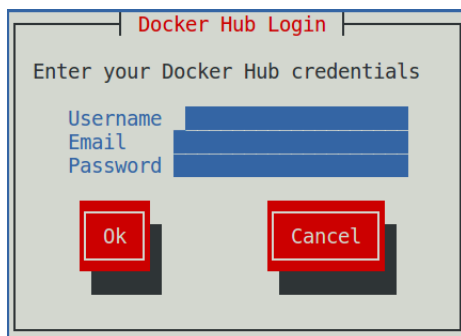 Docker Hub Login
Enter your Docker Hub credentials
Username
Email
Password
Ok Cancel